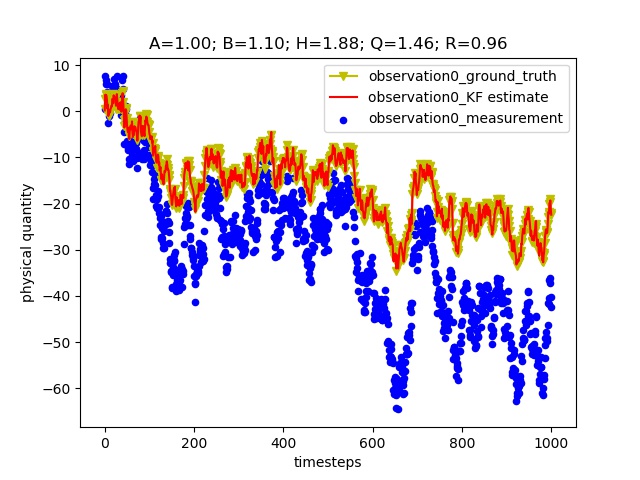 A=1.00; B=1.10; H=1.88; Q=1.46; R=0.96
observation0_ground_truth
observation0_KF estimate
observation0_measurement
physical quantity
10
0
−10
−20
−30
−40
−50
−60
0 200 400 600 800 1000
timesteps